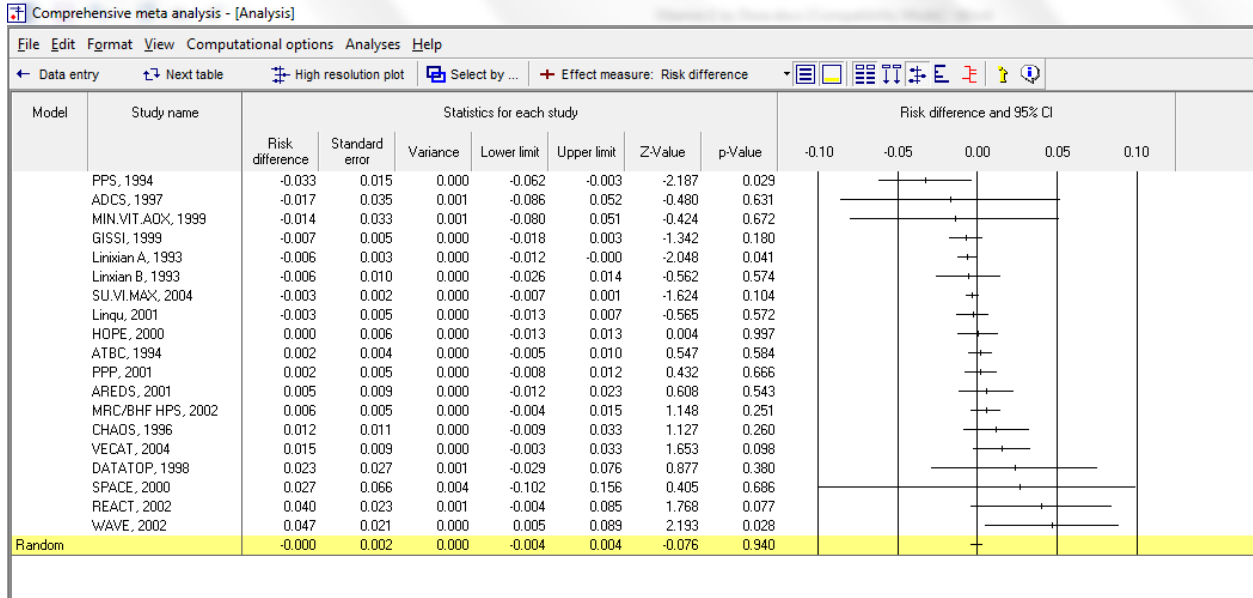 Comprehensive meta analysis - [Analysis]
File Edit Format View Computational options Analyses Help
← Data entry Next table High resolution plot Select by ... Effect measure: Risk difference
Model Study name Statistics for each study Risk difference and 95% CI
Risk difference Standard error Variance Lower limit Upper limit Z-Value p-Value -0.10 -0.05 0.00 0.05 0.10
PPS, 1994 -0.033 0.015 0.000 -0.062 -0.003 -2.187 0.029
ADCS, 1997 -0.017 0.035 0.001 -0.086 0.052 -0.480 0.631
MIN.VIT.AOX, 1999 -0.014 0.033 0.001 -0.080 0.051 -0.424 0.672
GISSI, 1999 -0.007 0.005 0.000 -0.018 0.003 -1.342 0.180
Linixian A, 1993 -0.006 0.003 0.000 -0.012 -0.000 -2.048 0.041
Linxian B, 1993 -0.006 0.010 0.000 -0.026 0.014 -0.562 0.574
SU.VI.MAX, 2004 -0.003 0.002 0.000 -0.007 0.001 -1.624 0.104
Linqu, 2001 -0.003 0.005 0.000 -0.013 0.007 -0.565 0.572
HOPE, 2000 0.000 0.006 0.000 -0.013 0.013 0.004 0.997
ATBC, 1994 0.002 0.004 0.000 -0.005 0.010 0.547 0.584
PPP, 2001 0.002 0.005 0.000 -0.008 0.012 0.432 0.666
AREDS, 2001 0.005 0.009 0.000 -0.012 0.023 0.608 0.543
MRC/BHF HPS, 2002 0.006 0.005 0.000 -0.004 0.015 1.148 0.251
CHAOS, 1996 0.012 0.011 0.000 -0.009 0.033 1.127 0.260
VECAT, 2004 0.015 0.009 0.000 -0.003 0.033 1.653 0.098
DATATOP, 1998 0.023 0.027 0.001 -0.029 0.076 0.877 0.380
SPACE, 2000 0.027 0.066 0.004 -0.102 0.156 0.405 0.686
REACT, 2002 0.040 0.023 0.001 -0.004 0.085 1.768 0.077
WAVE, 2002 0.047 0.021 0.000 0.005 0.089 2.193 0.028
Random -0.000 0.002 0.000 -0.004 0.004 -0.076 0.940